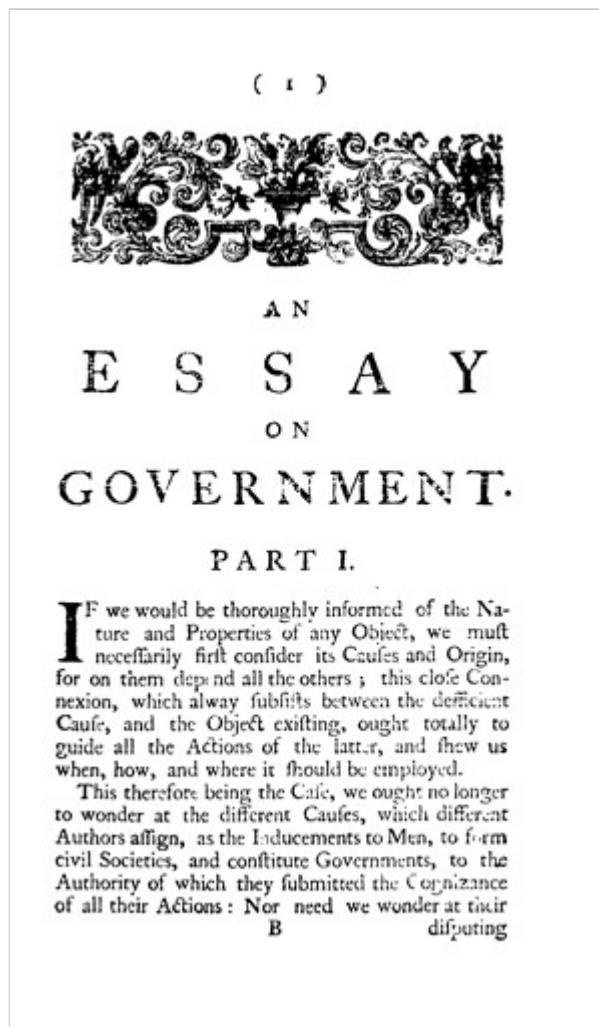 ( 1 )
AN
ESSAY
ON
GOVERNMENT.
PART I.
IF we would be thoroughly informed of the Na-
ture and Properties of any Object, we muſt
neceſſarily firſt conſider its Cauſes and Origin,
for on them depend all the others ; this cloſe Con-
nexion, which alway ſubſiſts between the
Cauſe, and the Object exiſting, ought totally to
guide all the Actions of the latter, and ſhew us
when, how, and where it ſhould be employed.
This therefore being the Caſe, we ought no longer
to wonder at the different Cauſes, which different
Authors aſſign, as the Inducements to Men, to form
civil Societies, and conſtitute Governments, to the
Authority of which they ſubmitted the Cognizance
of all their Actions : Nor need we wonder at their
B diſputing